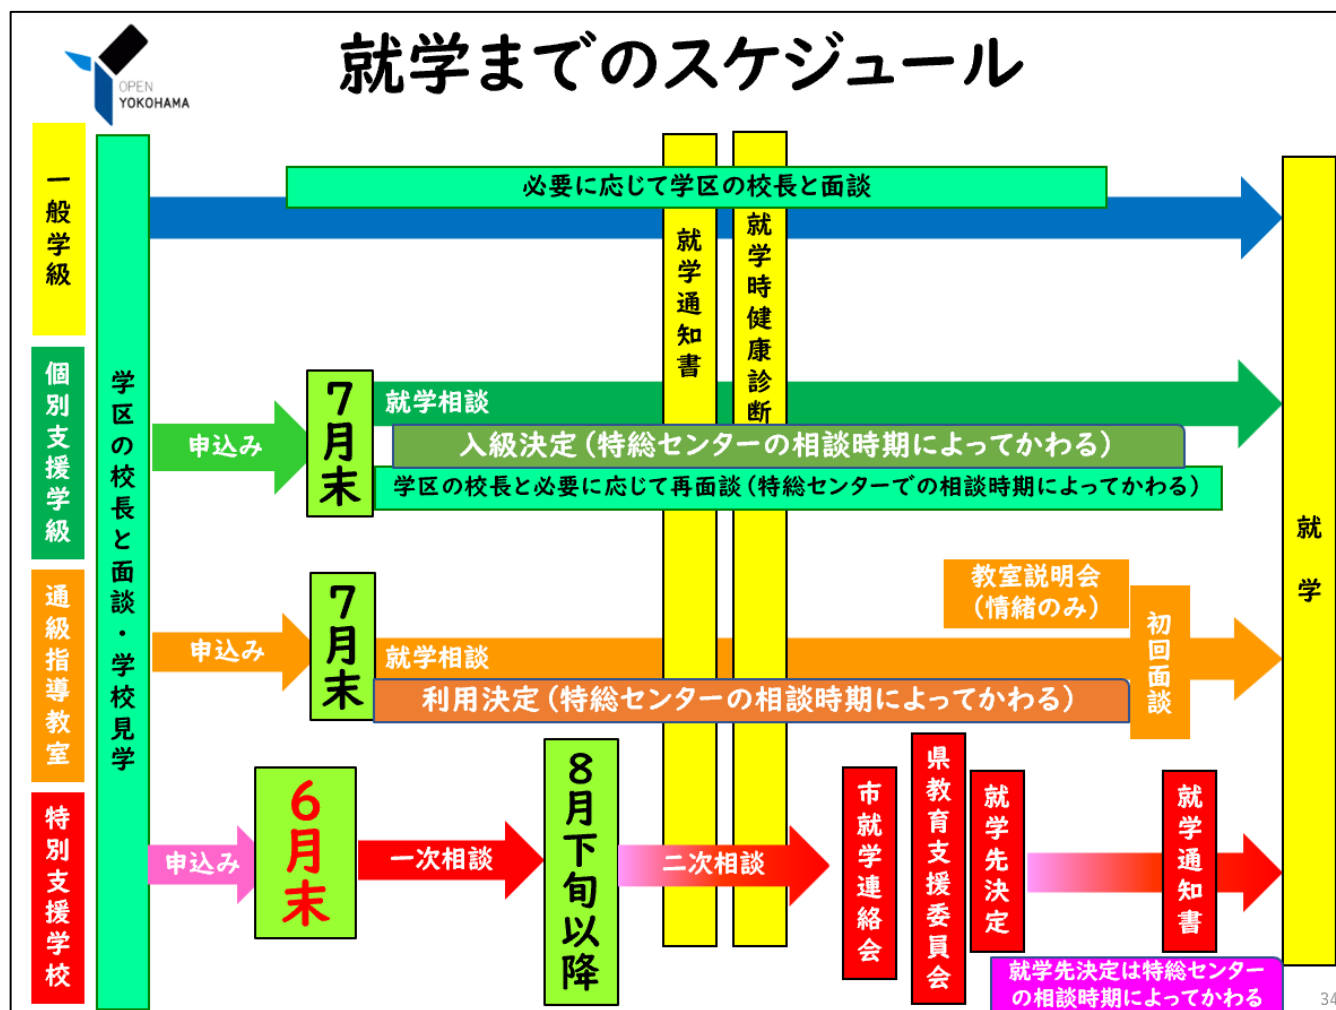 就学までのスケジュール
OPEN
YOKOHAMA
一般学級
学区の校長と面談・学校見学
必要に応じて学区の校長と面談
就学通知書
就学時健康診断
就学
個別支援学級
申込み
7月末
就学相談
入級決定（特総センターの相談時期によってかわる）
学区の校長と必要に応じて再面談（特総センターでの相談時期によってかわる）
通級指導教室
申込み
7月末
就学相談
利用決定（特総センターの相談時期によってかわる）
教室説明会
（情緒のみ）
初回面談
特別支援学校
申込み
6月末
一次相談
8月下旬以降
二次相談
市就学連絡会
県教育支援委員会
就学先決定
就学通知書
就学先決定は特総センター
の相談時期によってかわる
34